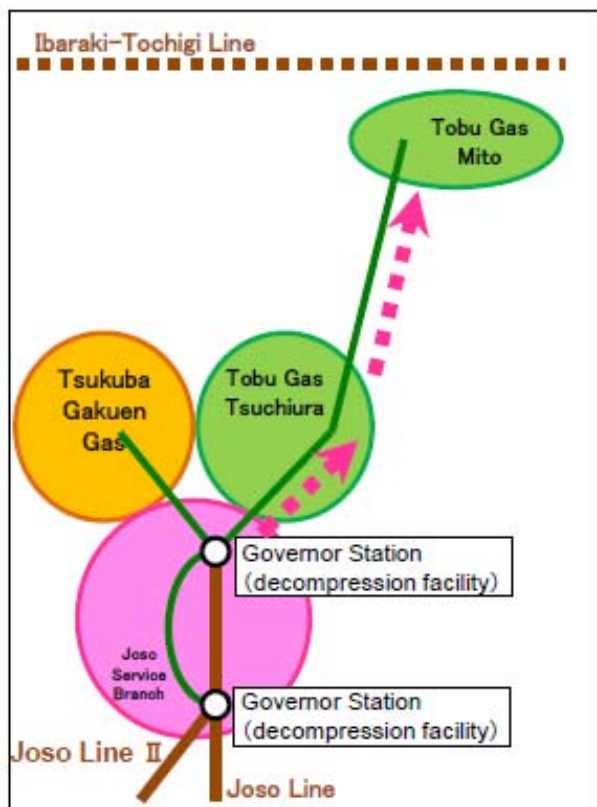 Ibaraki-Tochigi Line
Tobu Gas
Mito
Tsukuba
Gakuen
Gas
Tobu Gas
Tsuchiura
Governor Station
(decompression facility)
Joso
Service
Branch
Governor Station
(decompression facility)
Joso Line Ⅱ
Joso Line